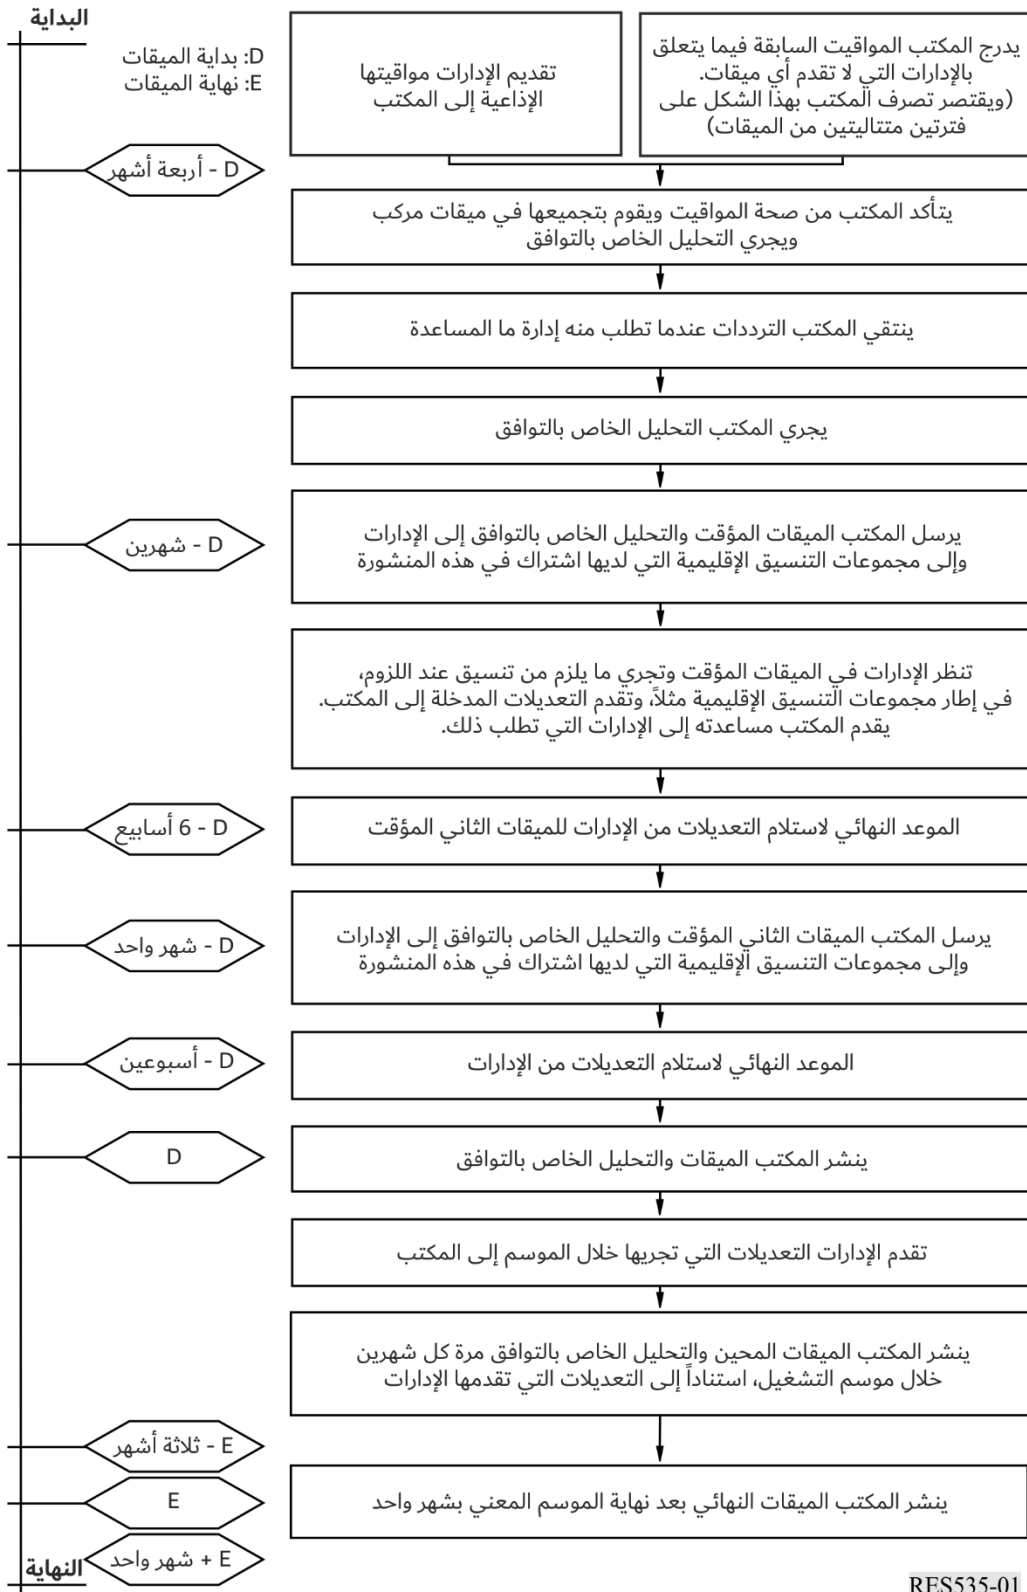 البداية
D: بداية الميقات
E: نهاية الميقات
يدرج المكتب المواقيت السابقة فيما يتعلق
بالإدارات التي لا تقدم أي ميقات.
(ويقتصر تصرف المكتب بهذا الشكل على
فترتين متتاليتين من الميقات)
تقديم الإدارات مواقيتها
الإذاعية إلى المكتب
D - أربعة أشهر
يتأكد المكتب من صحة المواقيت ويقوم بتجميعها في ميقات مركب
ويجري التحليل الخاص بالتوافق
ينتقي المكتب الترددات عندما تطلب منه إدارة ما المساعدة
يجري المكتب التحليل الخاص بالتوافق
D - شهرين
يرسل المكتب الميقات المؤقت والتحليل الخاص بالتوافق إلى الإدارات
وإلى مجموعات التنسيق الإقليمية التي لديها اشتراك في هذه المنشورة
تنظر الإدارات في الميقات المؤقت وتجري ما يلزم من تنسيق عند اللزوم،
في إطار مجموعات التنسيق الإقليمية مثلاً، وتقدم التعديلات المدخلة إلى المكتب.
يقدم المكتب مساعدته إلى الإدارات التي تطلب ذلك.
D - 6 أسابيع
الموعد النهائي لاستلام التعديلات من الإدارات للميقات الثاني المؤقت
D - شهر واحد
يرسل المكتب الميقات الثاني المؤقت والتحليل الخاص بالتوافق إلى الإدارات
وإلى مجموعات التنسيق الإقليمية التي لديها اشتراك في هذه المنشورة
D - أسبوعين
الموعد النهائي لاستلام التعديلات من الإدارات
D
ينشر المكتب الميقات والتحليل الخاص بالتوافق
تقدم الإدارات التعديلات التي تجريها خلال الموسم إلى المكتب
ينشر المكتب الميقات المحين والتحليل الخاص بالتوافق مرة كل شهرين
خلال موسم التشغيل، استناداً إلى التعديلات التي تقدمها الإدارات
E - ثلاثة أشهر
E
ينشر المكتب الميقات النهائي بعد نهاية الموسم المعني بشهر واحد
E + شهر واحد
النهاية
RES535-01